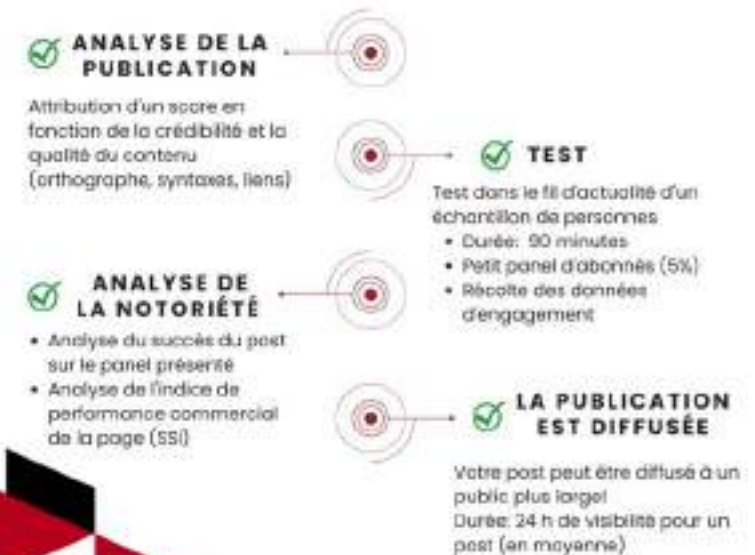 ANALYSE DE LA
PUBLICATION
Attribution d'un score en
fonction de la crédibilité et la
qualité du contenu
(orthographe, syntaxes, liens)
TEST
Test dans le fil d'actualité d'un
échantillon de personnes
• Durée: 90 minutes
• Petit panel d'abonnés (5%)
• Récolte des données
d'engagement
ANALYSE DE
LA NOTORIÉTÉ
• Analyse du succès du post
sur le panel présenté
• Analyse de l'indice de
performance commercial
de la page (SSI)
LA PUBLICATION
EST DIFFUSÉE
Votre post peut être diffusé à un
public plus large!
Durée: 24 h de visibilité pour un
post (en moyenne)